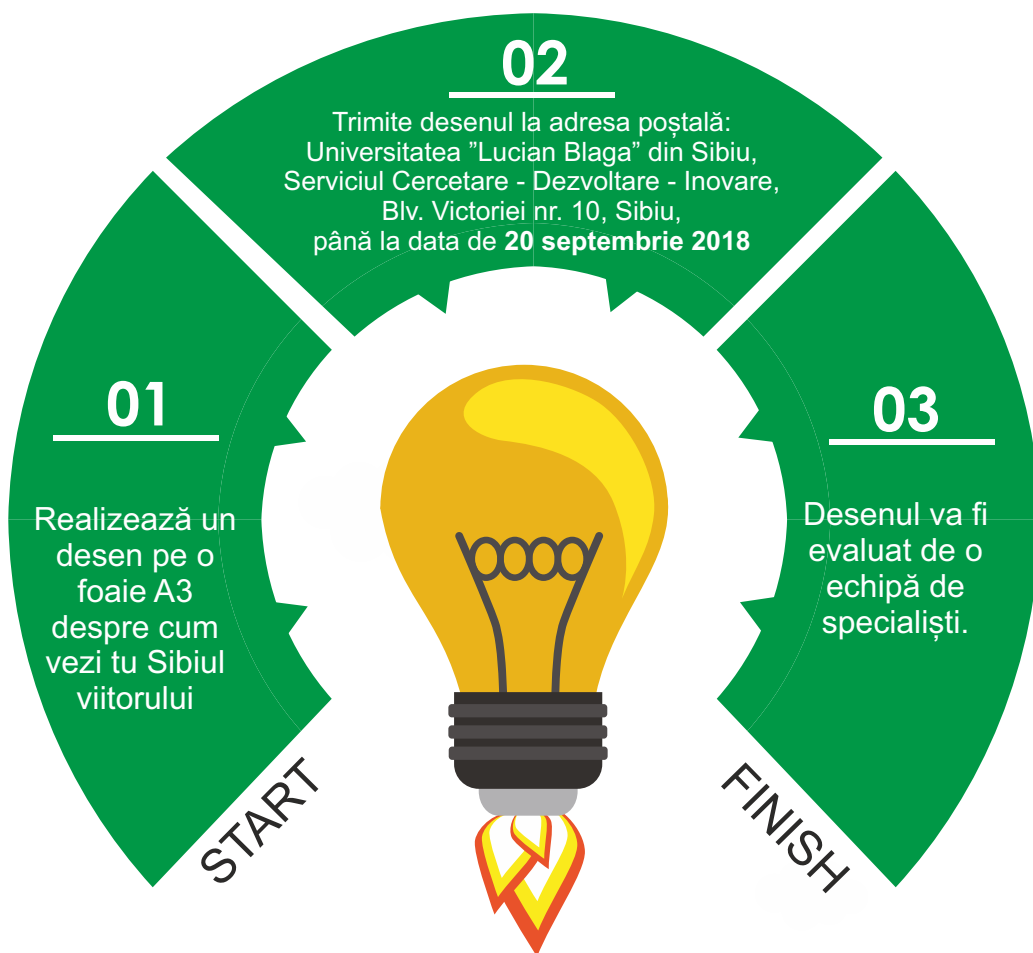 02
Trimite desenul la adresa poștală:
Universitatea ”Lucian Blaga” din Sibiu,
Serviciul Cercetare - Dezvoltare - Inovare,
Blv. Victoriei nr. 10, Sibiu,
până la data de 20 septembrie 2018
01
Realizează un
desen pe o
foaie A3
despre cum
vezi tu Sibiul
viitorului
03
Desenul va fi
evaluat de o
echipă de
specialiști.
START
FINISH